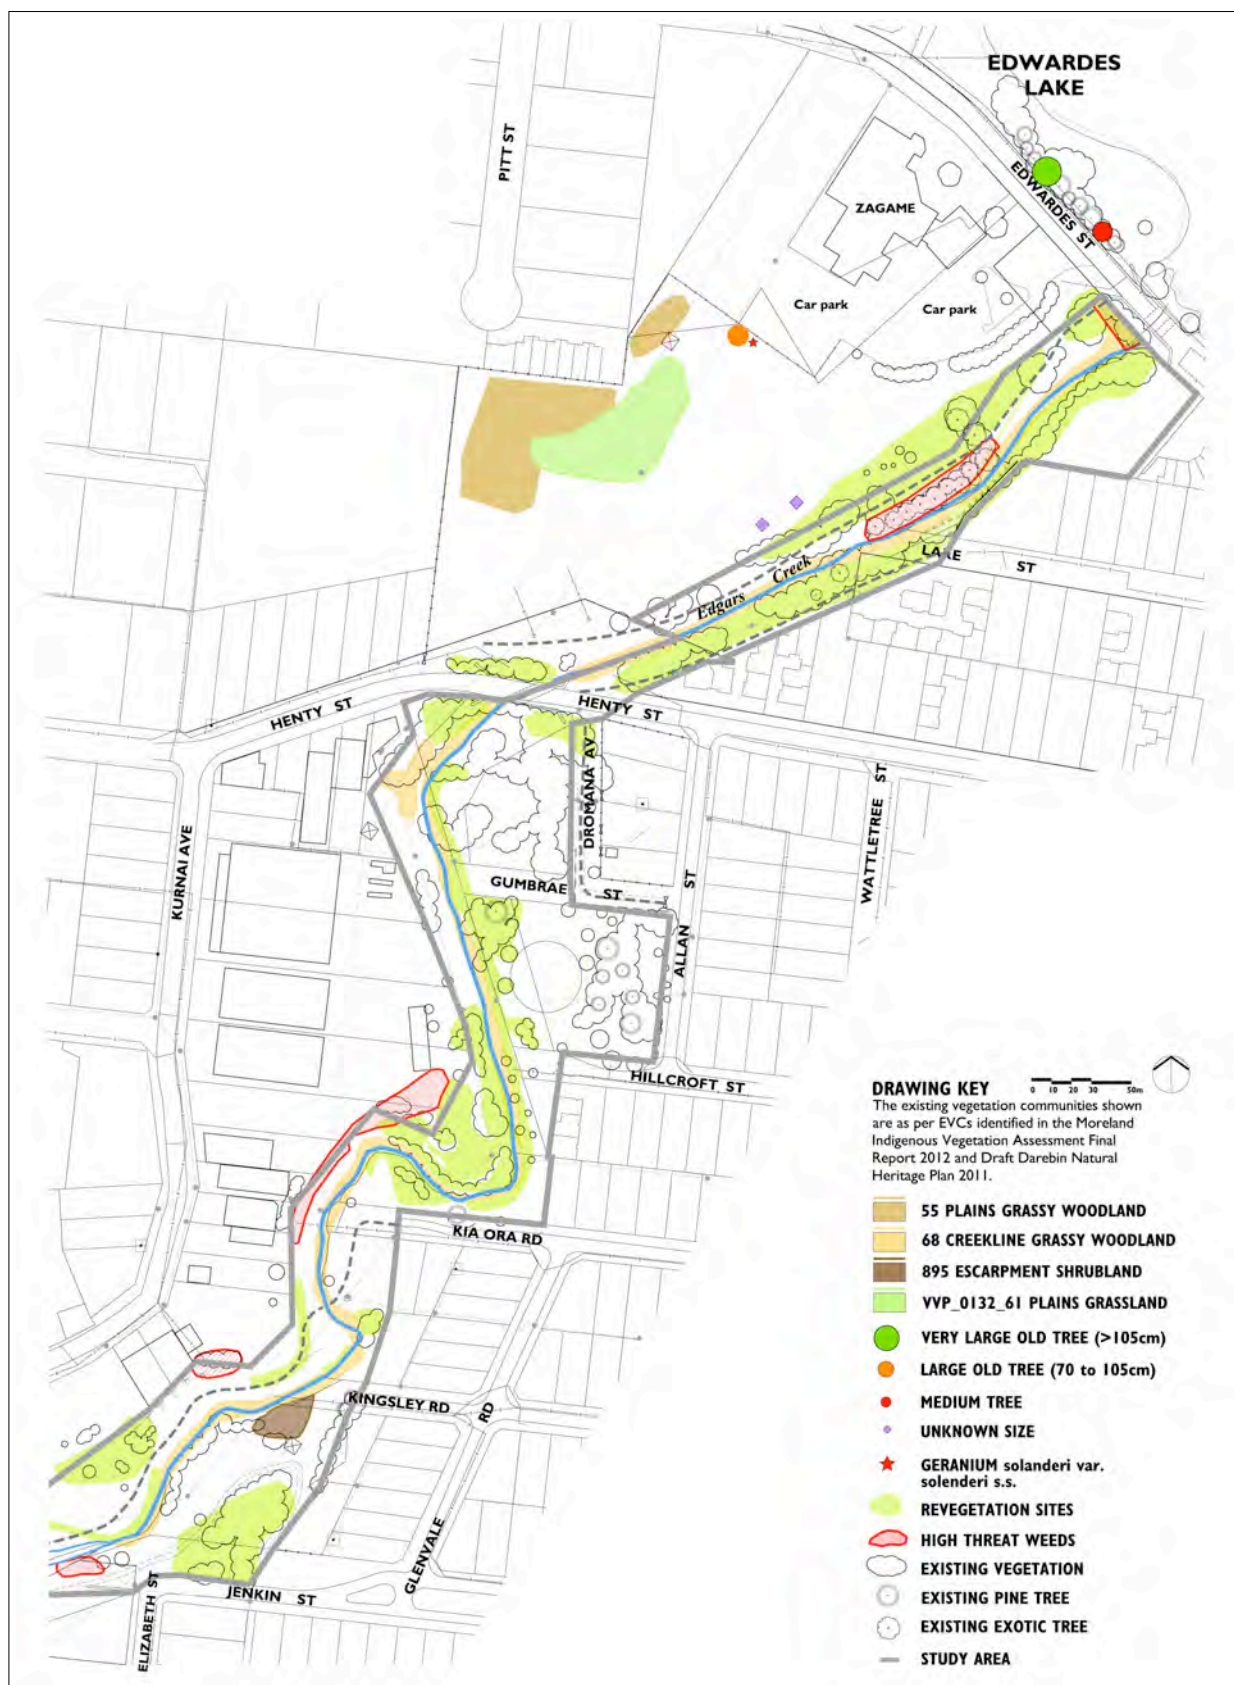 EDWARDES
LAKE
PITT ST
EDWARDES ST
ZAGAME
Car park
Car park
LAKE ST
Edgars Creek
HENTY ST
HENTY ST
DROMANA AV
WATTLETREE ST
KURNAI AVE
GUMBRAE ST
ALLAN ST
HILLCROFT ST
KIA ORA RD
KINGSLEY RD
GLENVALE RD
JENKIN ST
ELIZABETH ST
DRAWING KEY
0 10 20 30 50m
The existing vegetation communities shown
are as per EVCs identified in the Moreland
Indigenous Vegetation Assessment Final
Report 2012 and Draft Darebin Natural
Heritage Plan 2011.
55 PLAINS GRASSY WOODLAND
68 CREEKLINE GRASSY WOODLAND
895 ESCARPMENT SHRUBLAND
VVP_0132_61 PLAINS GRASSLAND
VERY LARGE OLD TREE (>105cm)
LARGE OLD TREE (70 to 105cm)
MEDIUM TREE
UNKNOWN SIZE
GERANIUM solanderi var.
solenderi s.s.
REVEGETATION SITES
HIGH THREAT WEEDS
EXISTING VEGETATION
EXISTING PINE TREE
EXISTING EXOTIC TREE
STUDY AREA